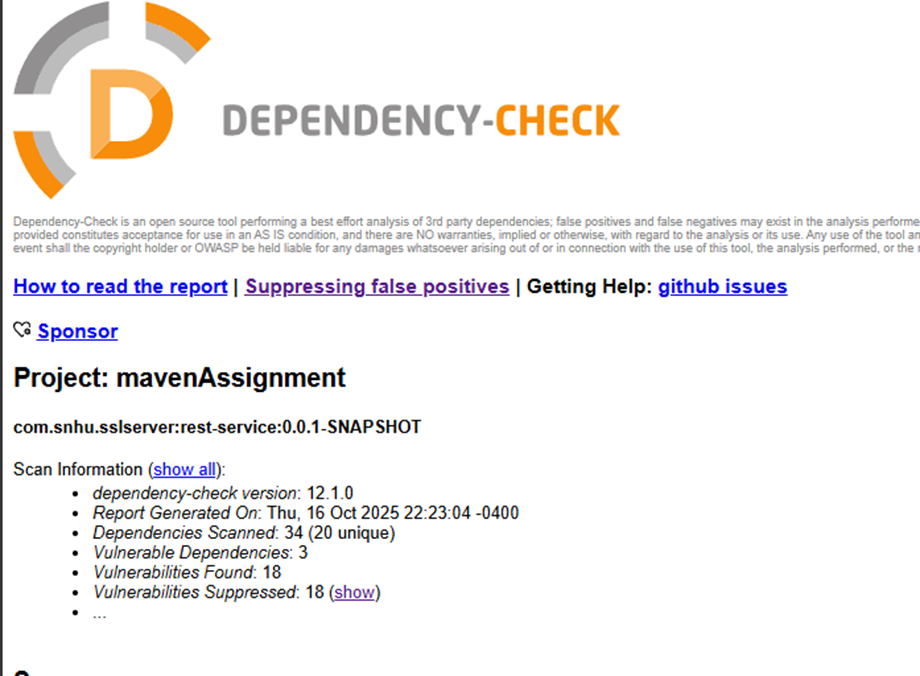 DEPENDENCY-CHECK
Dependency-Check is an open source tool performing a best effort analysis of 3rd party dependencies; false positives and false negatives may exist in the analysis performe
provided constitutes acceptance for use in an AS IS condition, and there are NO warranties, implied or otherwise, with regard to the analysis or its use. Any use of the tool an
event shall the copyright holder or OWASP be held liable for any damages whatsoever arising out of or in connection with the use of this tool, the analysis performed, or the
How to read the report | Suppressing false positives | Getting Help: github issues
Sponsor
Project: mavenAssignment
com.snhu.sslserver:rest-service:0.0.1-SNAPSHOT
Scan Information (show all):
• dependency-check version: 12.1.0
• Report Generated On: Thu, 16 Oct 2025 22:23:04 -0400
• Dependencies Scanned: 34 (20 unique)
• Vulnerable Dependencies: 3
• Vulnerabilities Found: 18
• Vulnerabilities Suppressed: 18 (show)
• ...